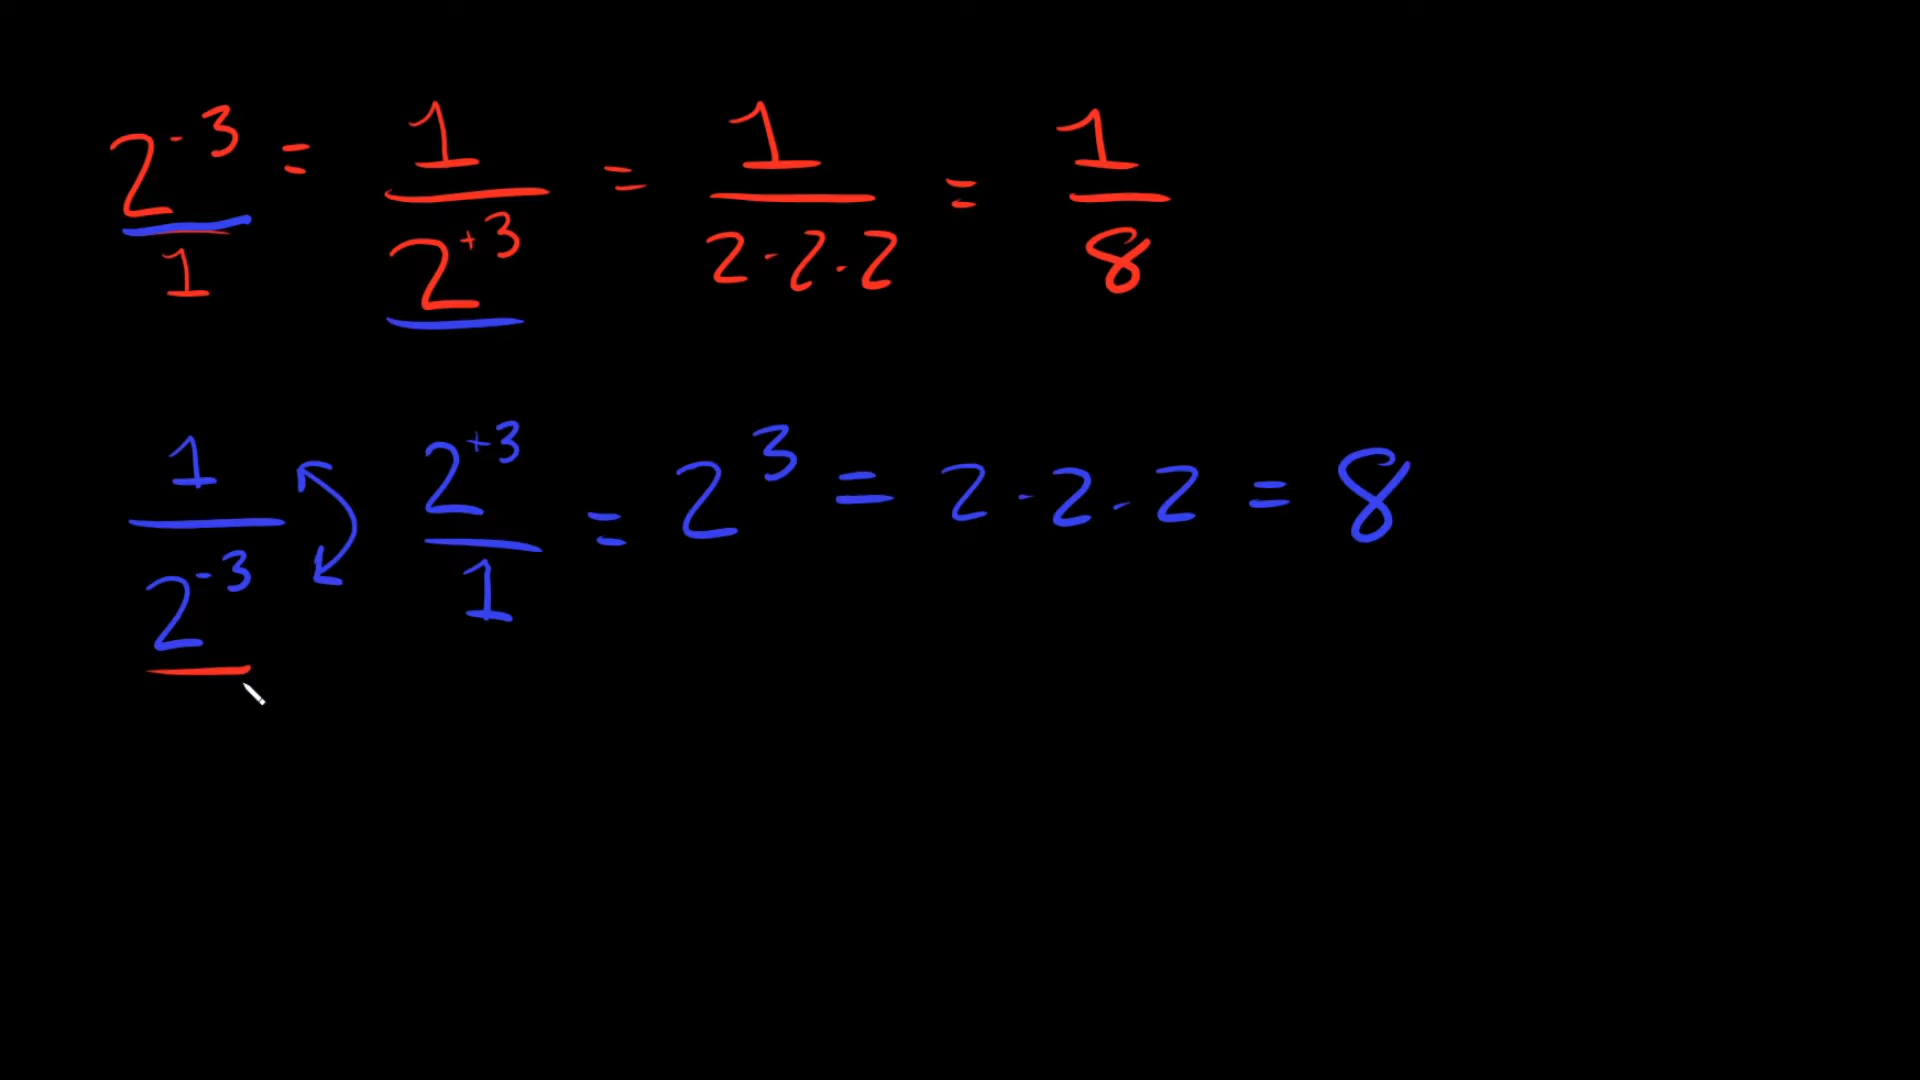 2^-3/1 = 1/2^+3 = 1/2·2·2 = 1/8
1/2^-3 2^+3/1 = 2^3 = 2·2·2 = 8